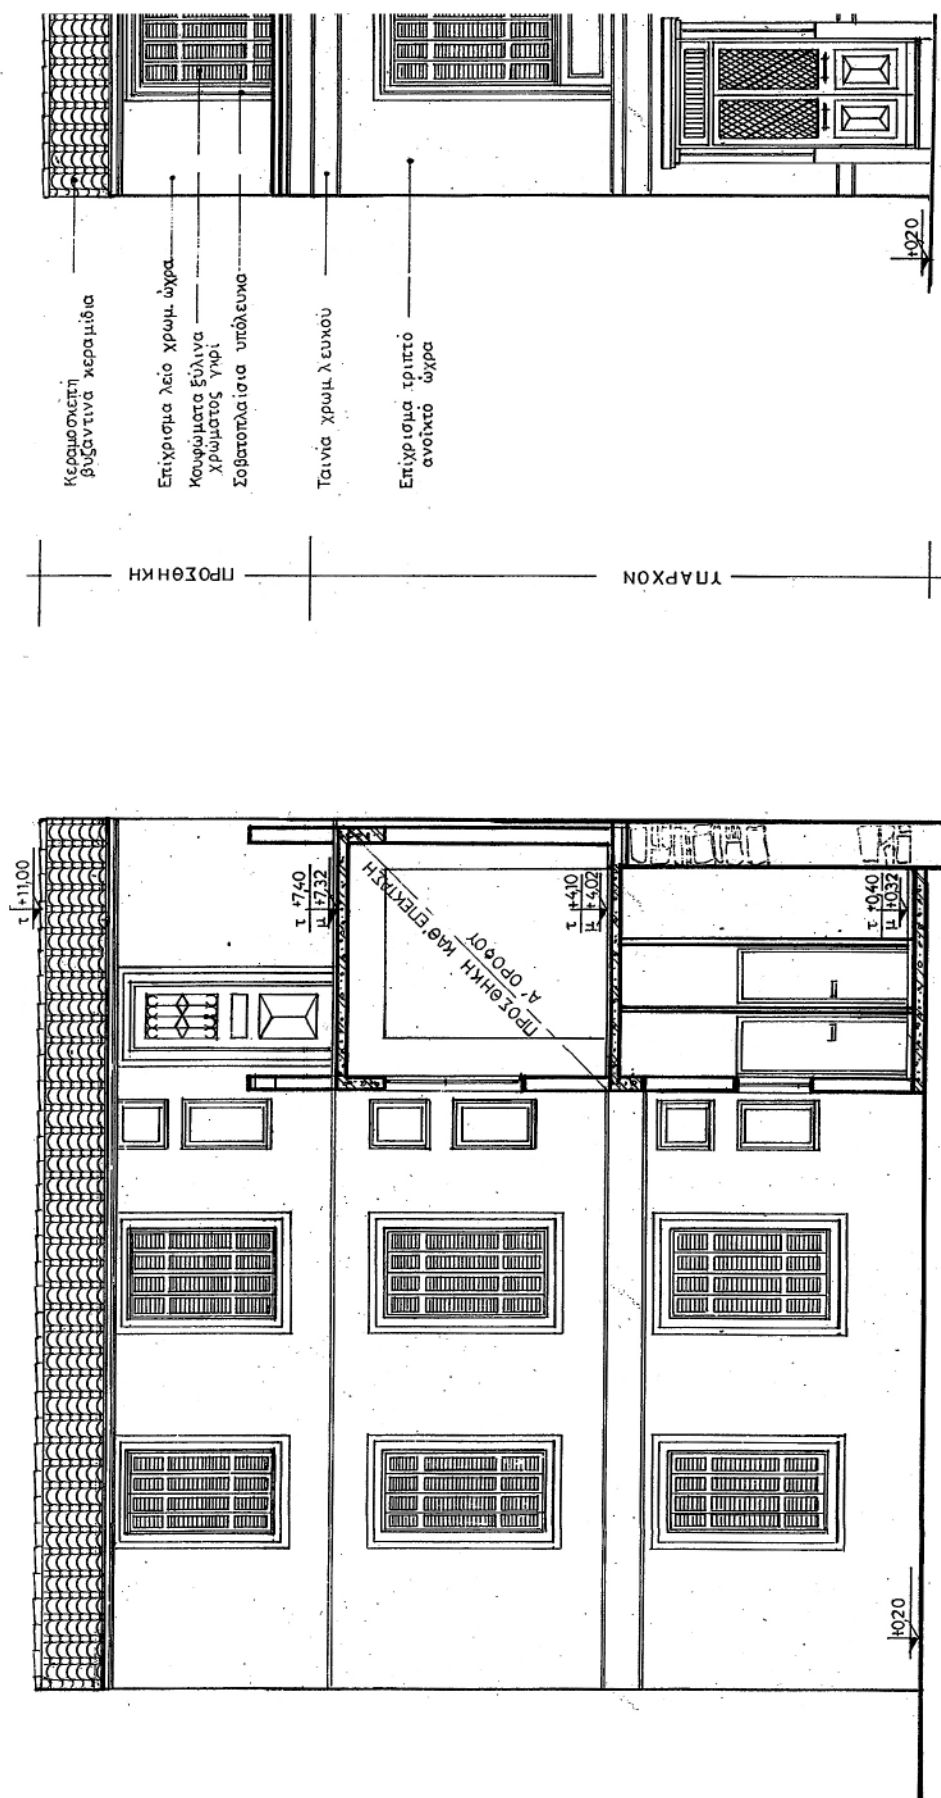 Κεραμοσκεπή
βυζαντινά κεραμίδια
Επίχρισμα λείο χρωμ. ώχρα
Κουφώματα ξύλινα
χρώματος γκρί
Σοβατοπλαίσια υπόλευκα
Ταινία χρωμ λευκού
Επίχρισμα τριπτό
ανοίκτό ώχρα
+0,20
ΠΡΟΣΘΗΚΗ
ΥΠΑΡΧΟΝ
τ +11,00
τ +7,40
μ +7,32
ΠΡΟΣΘΗΚΗ ΚΑΘ' ΕΠΕΚΤΑΣΗ
Α' ΟΡΟΦΟΥ
τ +4,10
μ +4,02
τ +0,40
μ +0,32
+0,20